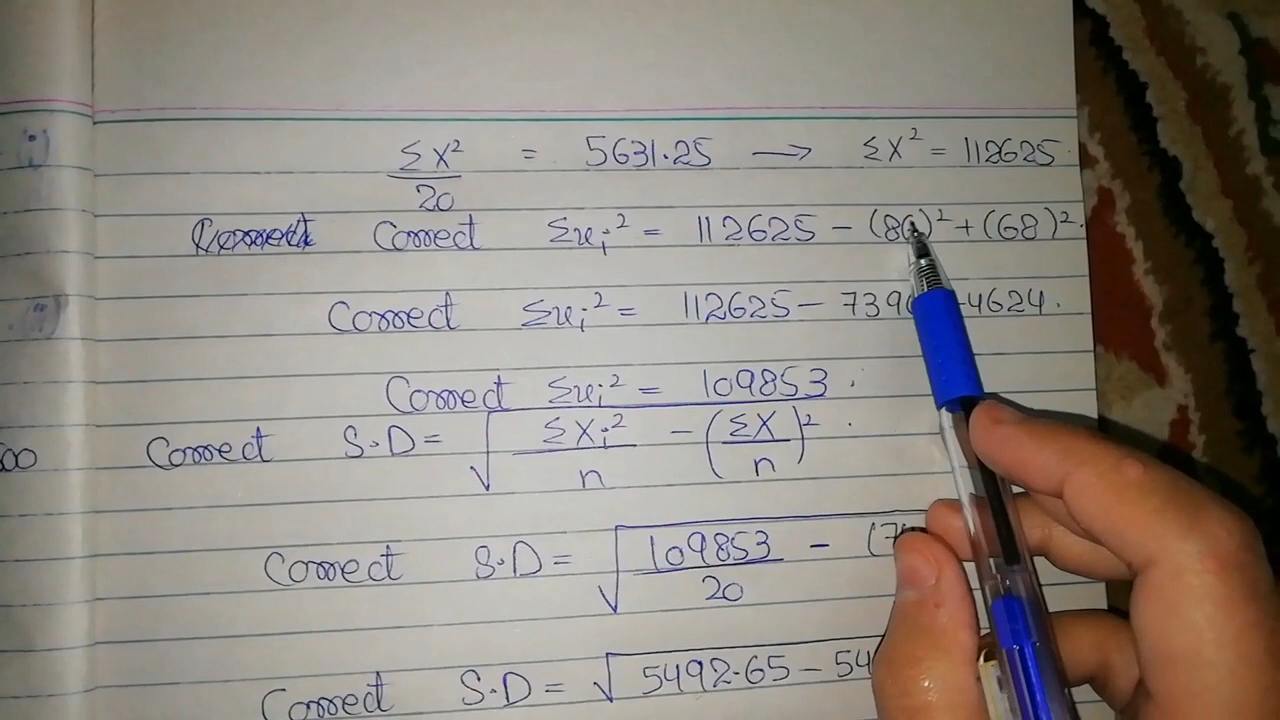 ΣX²/20 = 5631.25 → ΣX² = 112625.
Correct Σxᵢ² = 112625 − (86)² + (68)².
Correct Σxᵢ² = 112625 − 739 4624.
Correct Σxᵢ² = 109853.
Correct S.D = √(ΣXᵢ²/n − (ΣX/n)²).
Correct S.D = √(109853/20 − (7
Correct S.D = √(5492.65 − 54